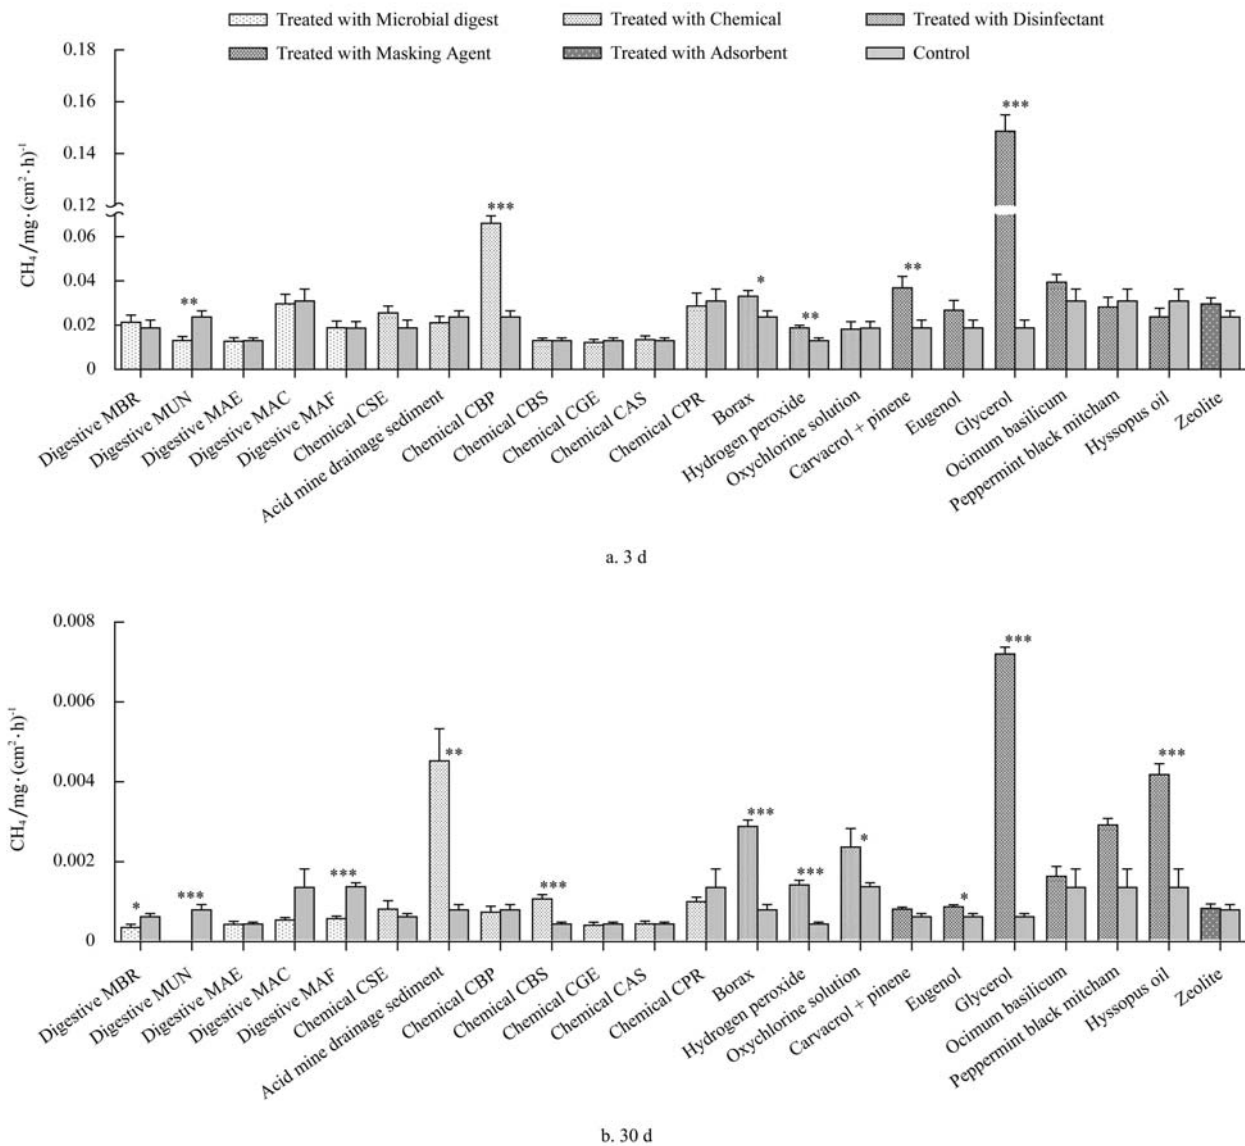 Treated with Microbial digest Treated with Chemical Treated with Disinfectant
Treated with Masking Agent Treated with Adsorbent Control
CH₄/mg·(cm²·h)⁻¹
0.18
0.16
0.14
0.12
0.06
0.04
0.02
0
** *** * ** ** ***
Digestive MBR
Digestive MUN
Digestive MAE
Digestive MAC
Digestive MAF
Chemical CSE
Acid mine drainage sediment
Chemical CBP
Chemical CBS
Chemical CGE
Chemical CAS
Chemical CPR
Borax
Hydrogen peroxide
Oxychlorine solution
Carvacrol + pinene
Eugenol
Glycerol
Ocimum basilicum
Peppermint black mitcham
Hyssopus oil
Zeolite
a. 3 d
CH₄/mg·(cm²·h)⁻¹
0.008
0.006
0.004
0.002
0
* *** *** ** *** *** *** * * *** ***
Digestive MBR
Digestive MUN
Digestive MAE
Digestive MAC
Digestive MAF
Chemical CSE
Acid mine drainage sediment
Chemical CBP
Chemical CBS
Chemical CGE
Chemical CAS
Chemical CPR
Borax
Hydrogen peroxide
Oxychlorine solution
Carvacrol + pinene
Eugenol
Glycerol
Ocimum basilicum
Peppermint black mitcham
Hyssopus oil
Zeolite
b. 30 d